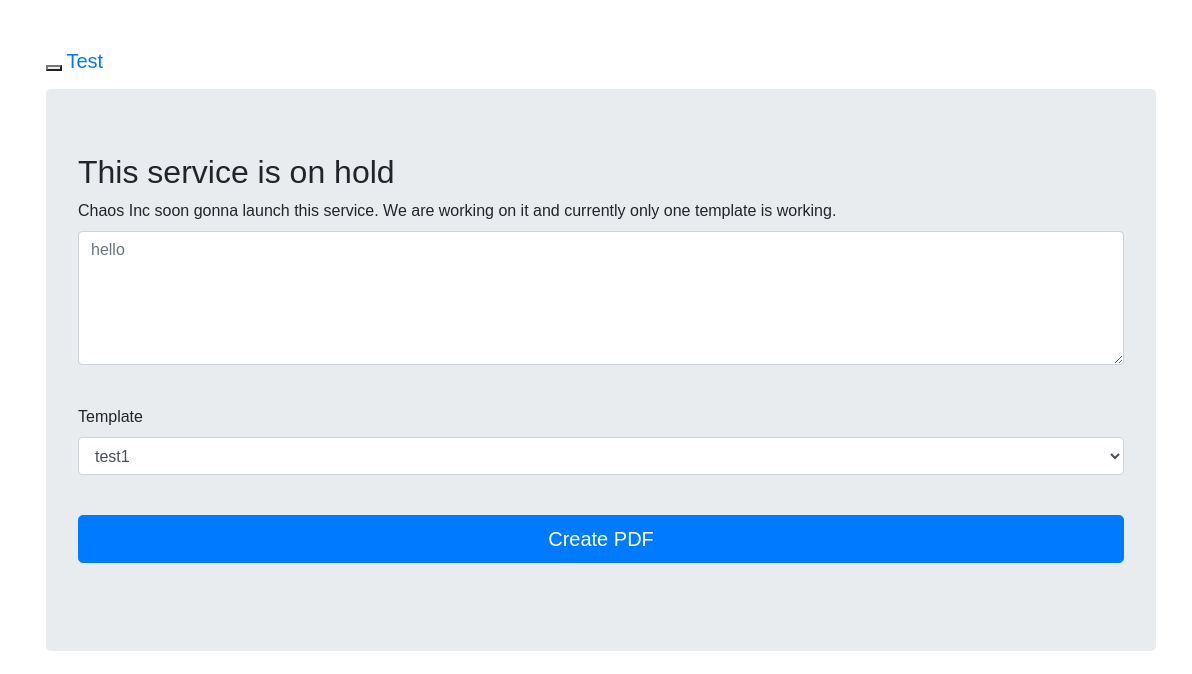 Test
This service is on hold
Chaos Inc soon gonna launch this service. We are working on it and currently only one template is working.
hello
Template
test1
Create PDF